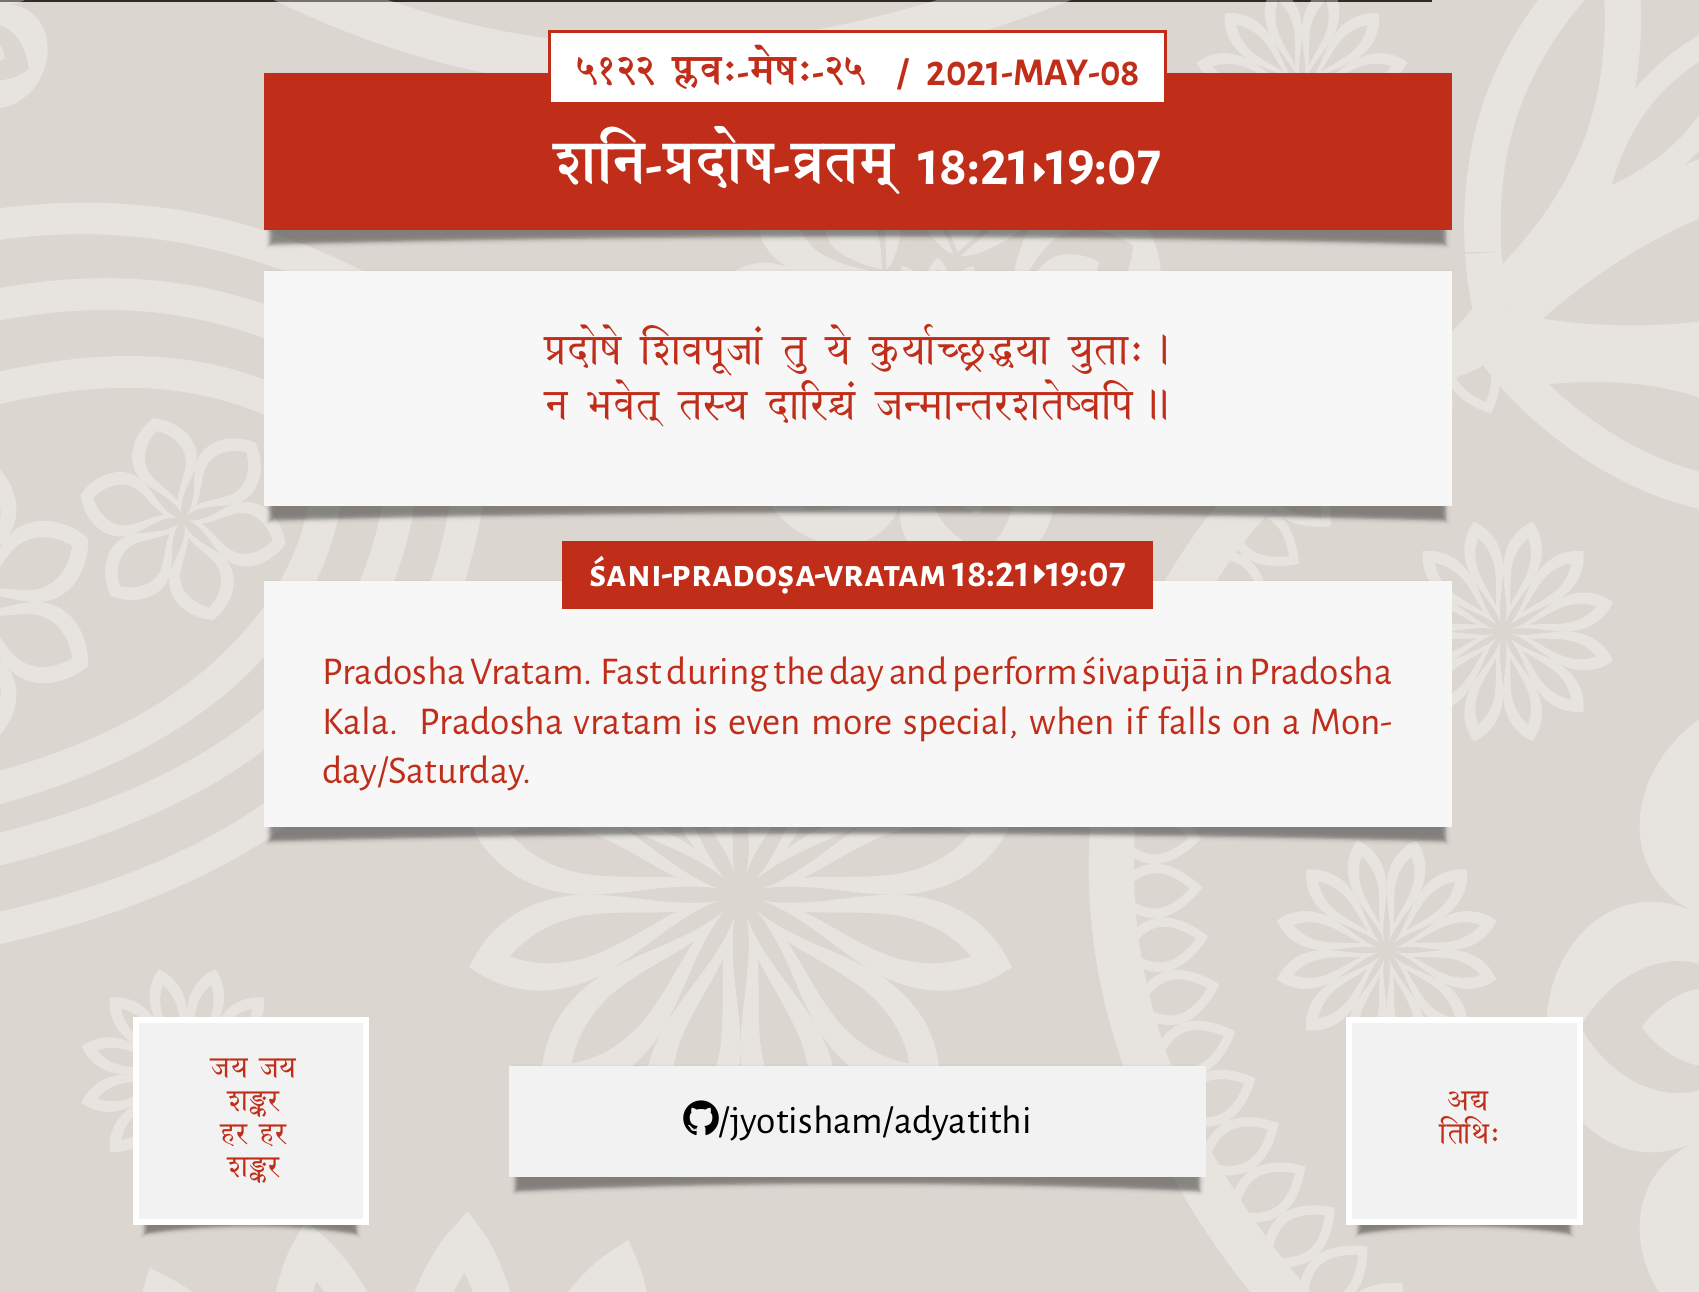 ५१२२ प्लवः-मेषः-२५ / 2021-MAY-08
शनि-प्रदोष-व्रतम् 18:21▸19:07
प्रदोषे शिवपूजां तु ये कुर्याच्छ्रद्धया युताः ।
न भवेत् तस्य दारिद्र्यं जन्मान्तरशतेष्वपि ॥
ŚANI-PRADOṢA-VRATAM 18:21▸19:07
Pradosha Vratam. Fast during the day and perform śivapūjā in Pradosha
Kala. Pradosha vratam is even more special, when if falls on a Mon-
day/Saturday.
जय जय
शङ्कर
हर हर
शङ्कर
/jyotisham/adyatithi
अद्य
तिथिः